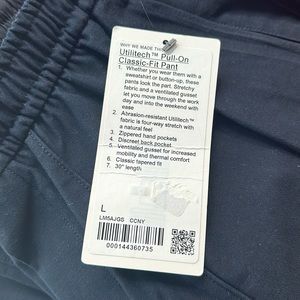 WHY WE MADE THIS
Utilitech™ Pull-On
Classic-Fit Pant
1. Whether you wear them with a
sweatshirt or button-up, these
pants look the part. Stretchy
fabric and a ventilated gusset
let you move through the work
day and into the weekend with
ease
2. Abrasion-resistant Utilitech™
fabric is four-way stretch with
a natural feel
3. Zippered hand pockets
4. Discreet back pocket
5. Ventilated gusset for increased
mobility and thermal comfort
6. Classic tapered fit
7. 30" length
L
LM5AJGS CCNY
000144360735